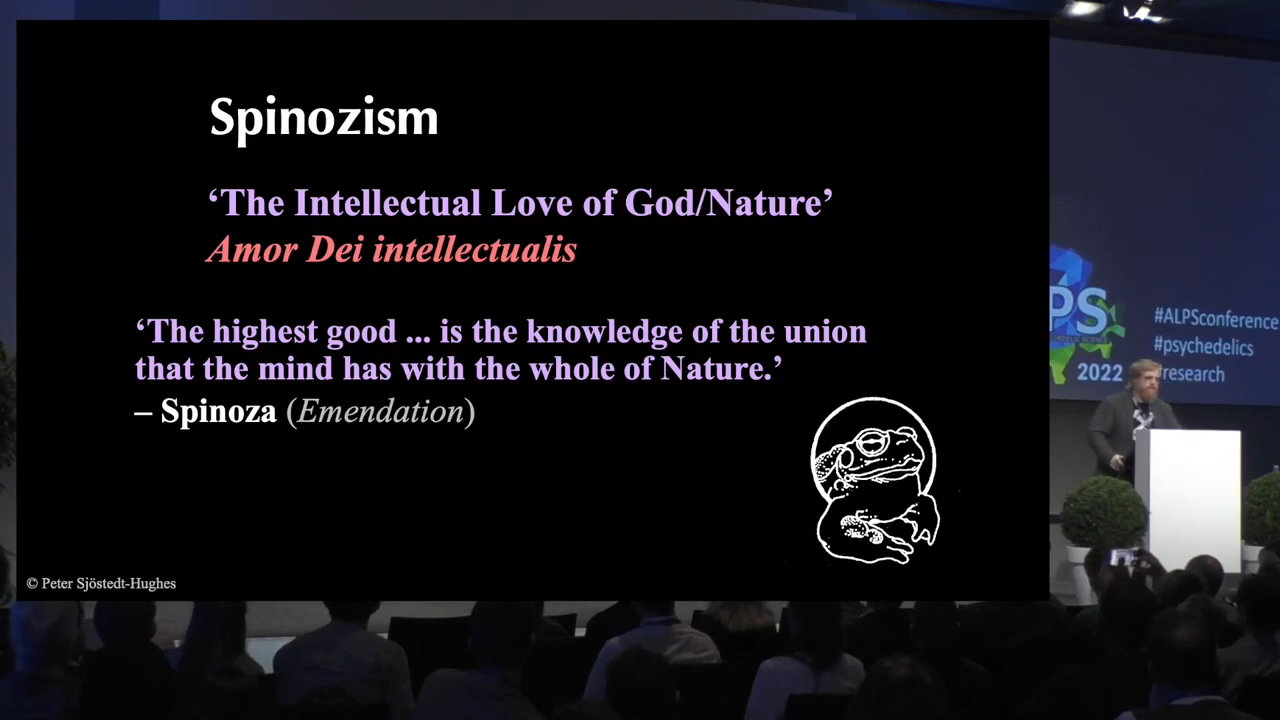 Spinozism
‘The Intellectual Love of God/Nature’
Amor Dei intellectualis
‘The highest good ... is the knowledge of the union
that the mind has with the whole of Nature.’
– Spinoza (Emendation)
© Peter Sjöstedt-Hughes
PS
2022
#ALPSconference
#psychedelics
research